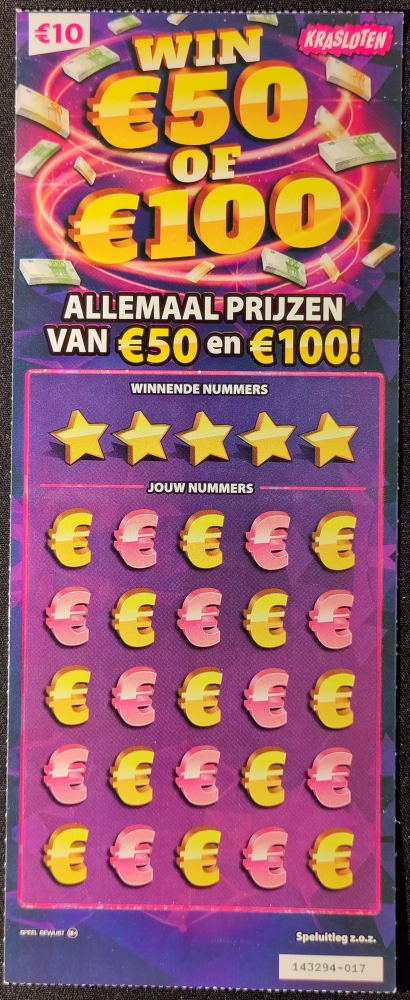 €10
KRASLOTEN
WIN
€50
OF
€100
ALLEMAAL PRIJZEN
VAN €50 en €100!
WINNENDE NUMMERS
JOUW NUMMERS
€ € € € €
€ € € € €
€ € € € €
€ € € € €
€ € € € €
SPEEL BEWUST
Speluitleg z.o.z.
143294-017